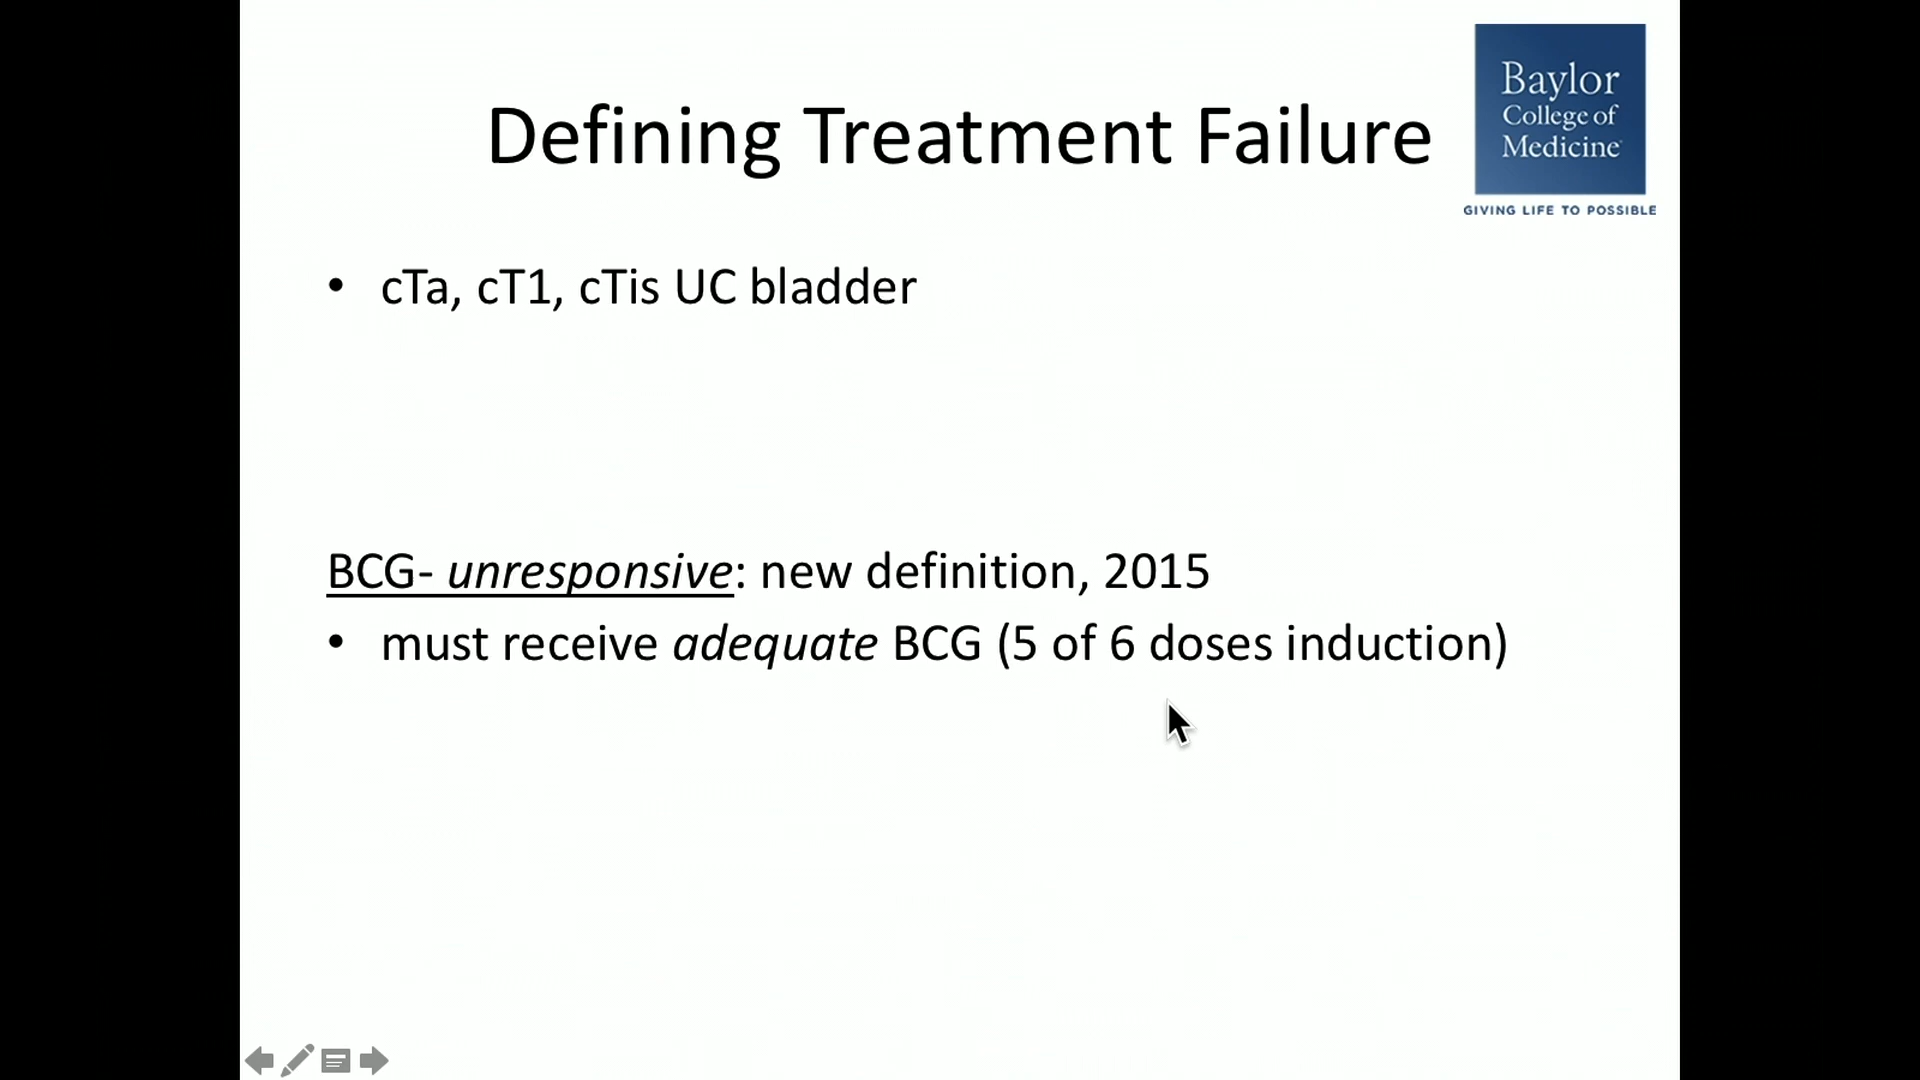 Defining Treatment Failure
Baylor
College of
Medicine
GIVING LIFE TO POSSIBLE
• cTa, cT1, cTis UC bladder
BCG- unresponsive: new definition, 2015
• must receive adequate BCG (5 of 6 doses induction)